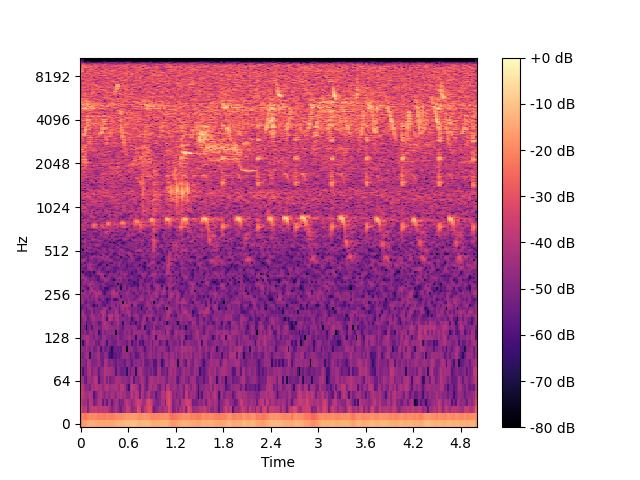 8192
4096
2048
1024
512
256
128
64
0
Hz
0 0.6 1.2 1.8 2.4 3 3.6 4.2 4.8
Time
+0 dB
-10 dB
-20 dB
-30 dB
-40 dB
-50 dB
-60 dB
-70 dB
-80 dB